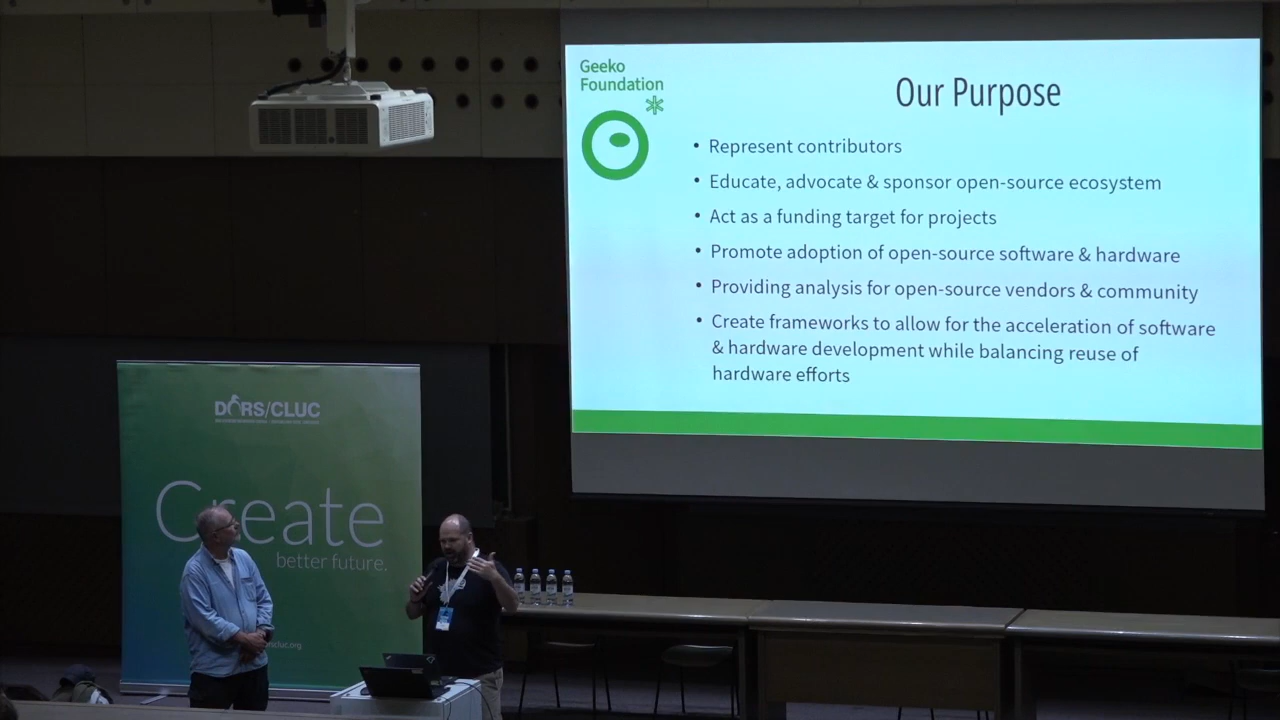 Geeko
Foundation
Our Purpose
• Represent contributors
• Educate, advocate & sponsor open-source ecosystem
• Act as a funding target for projects
• Promote adoption of open-source software & hardware
• Providing analysis for open-source vendors & community
• Create frameworks to allow for the acceleration of software
& hardware development while balancing reuse of
hardware efforts
DORS/CLUC
Create
better future.